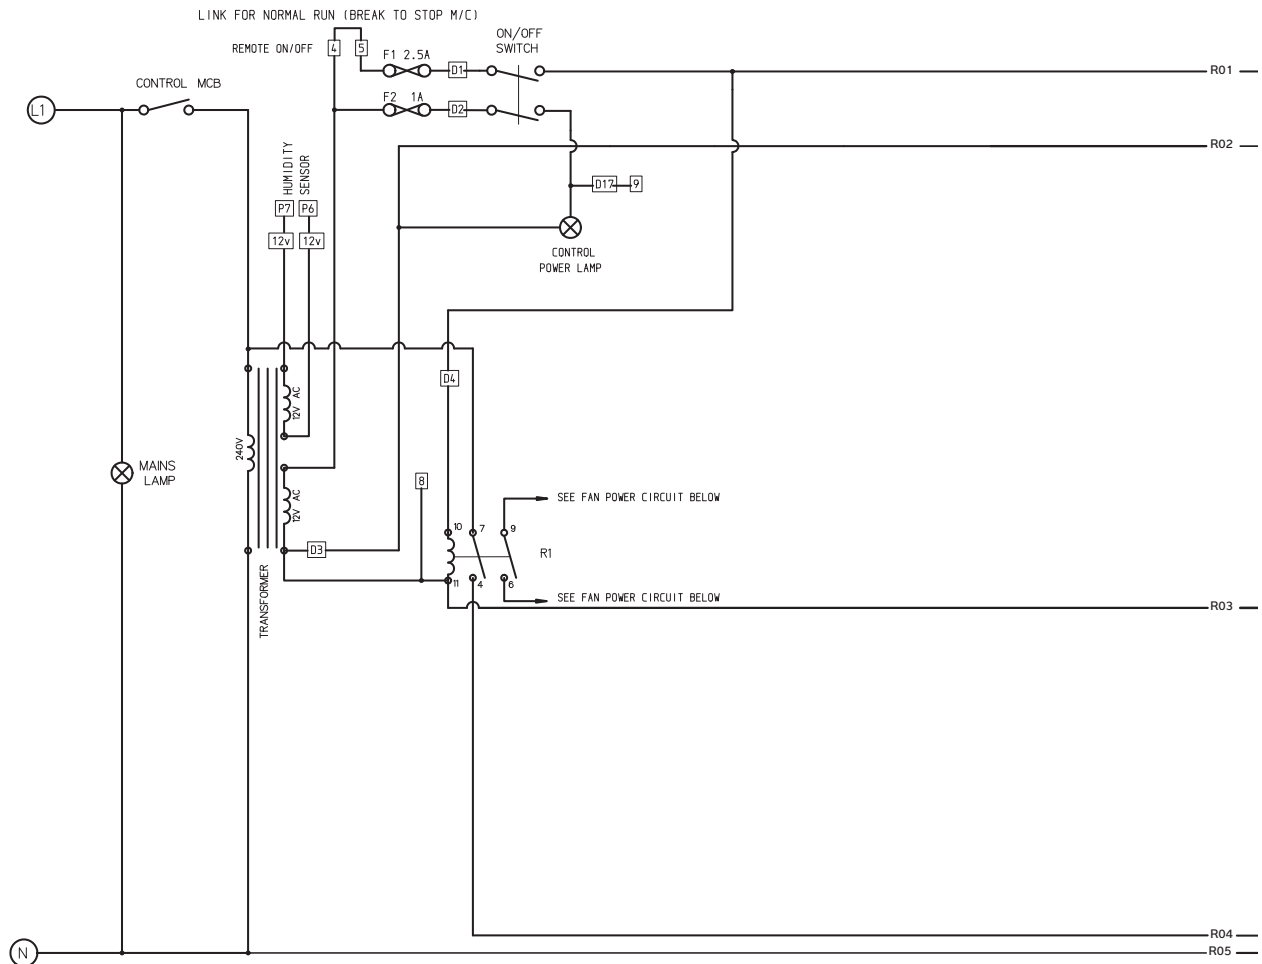 LINK FOR NORMAL RUN (BREAK TO STOP M/C)
REMOTE ON/OFF
4
5
F1 2.5A
D1
ON/OFF
SWITCH
R01
CONTROL MCB
L1
F2 1A
D2
R02
HUMIDITY
SENSOR
P7
P6
12v
12v
D17
9
CONTROL
POWER LAMP
D4
12V AC
240V
MAINS
LAMP
12V AC
8
SEE FAN POWER CIRCUIT BELOW
10
7
9
D3
R1
11
4
6
SEE FAN POWER CIRCUIT BELOW
TRANSFORMER
R03
R04
N
R05